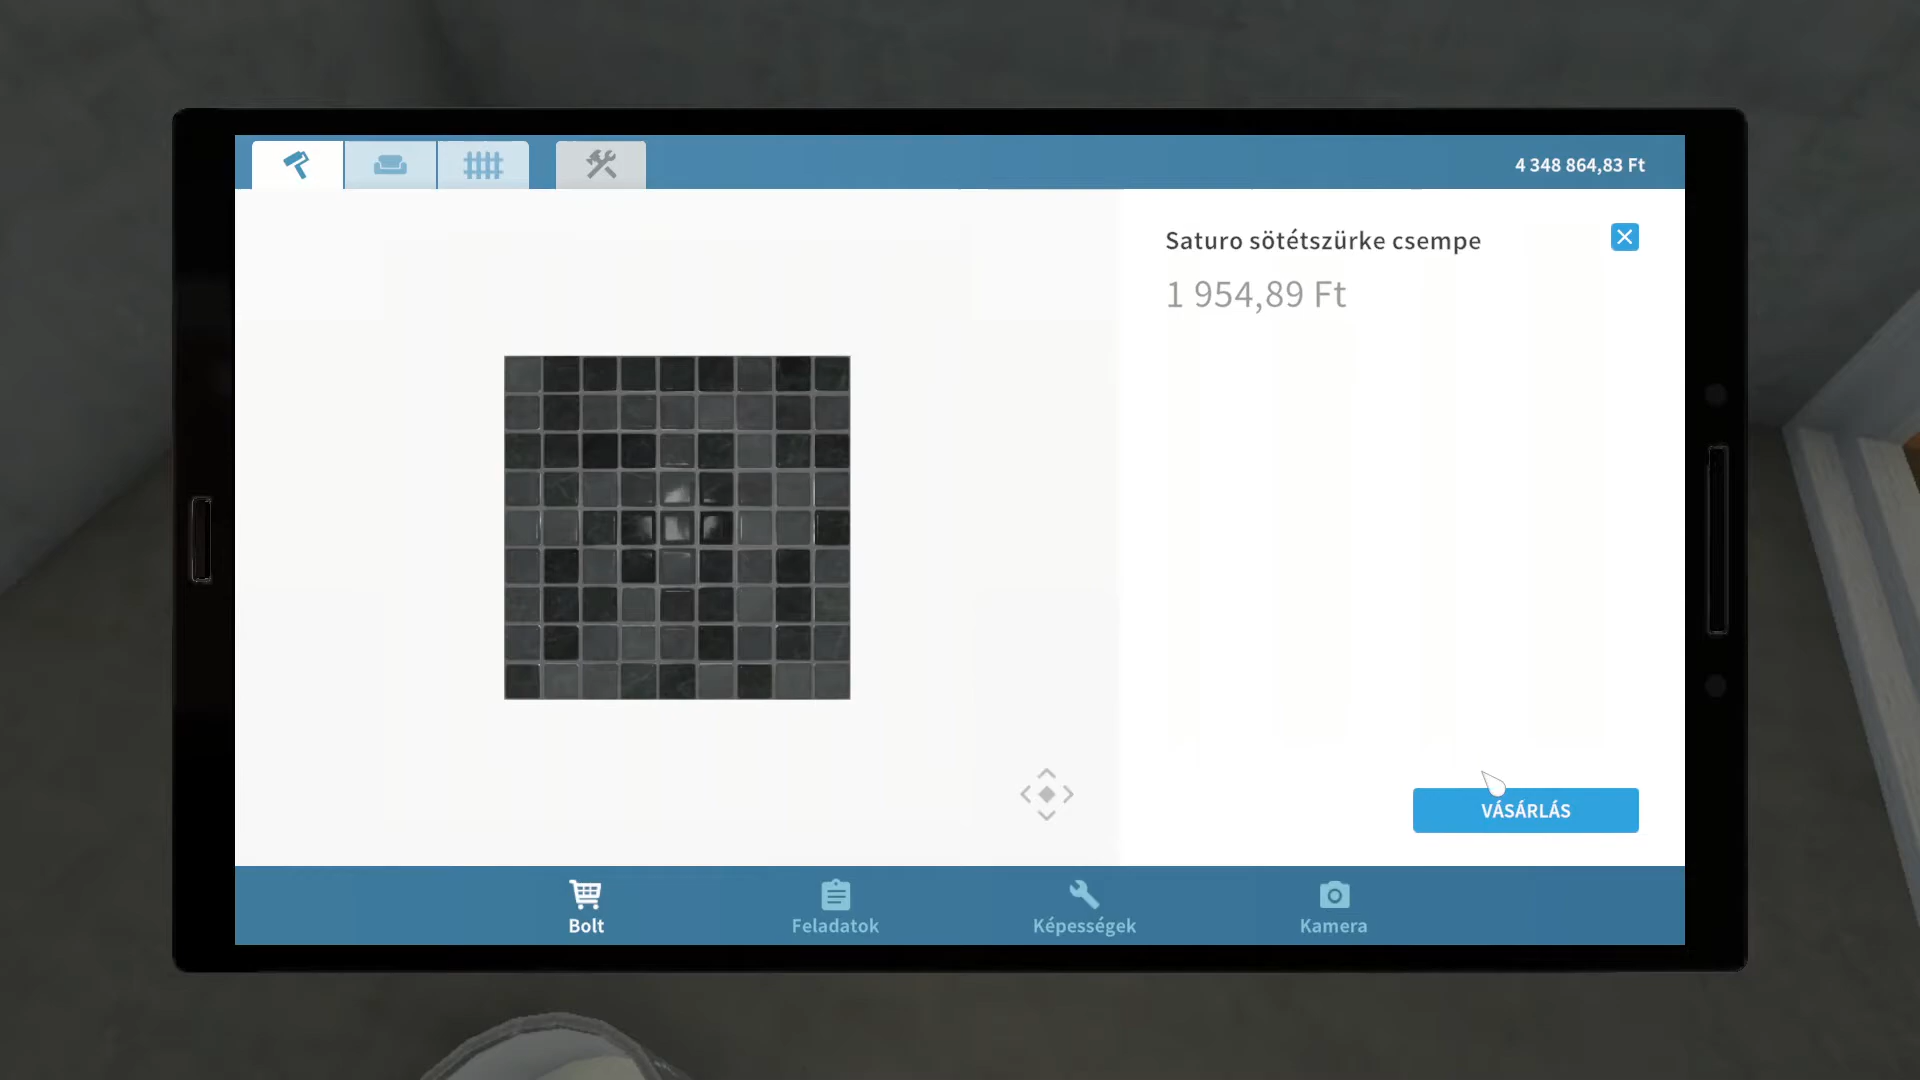 4 348 864,83 Ft
Saturo sötétszürke csempe
1 954,89 Ft
VÁSÁRLÁS
Bolt
Feladatok
Képességek
Kamera